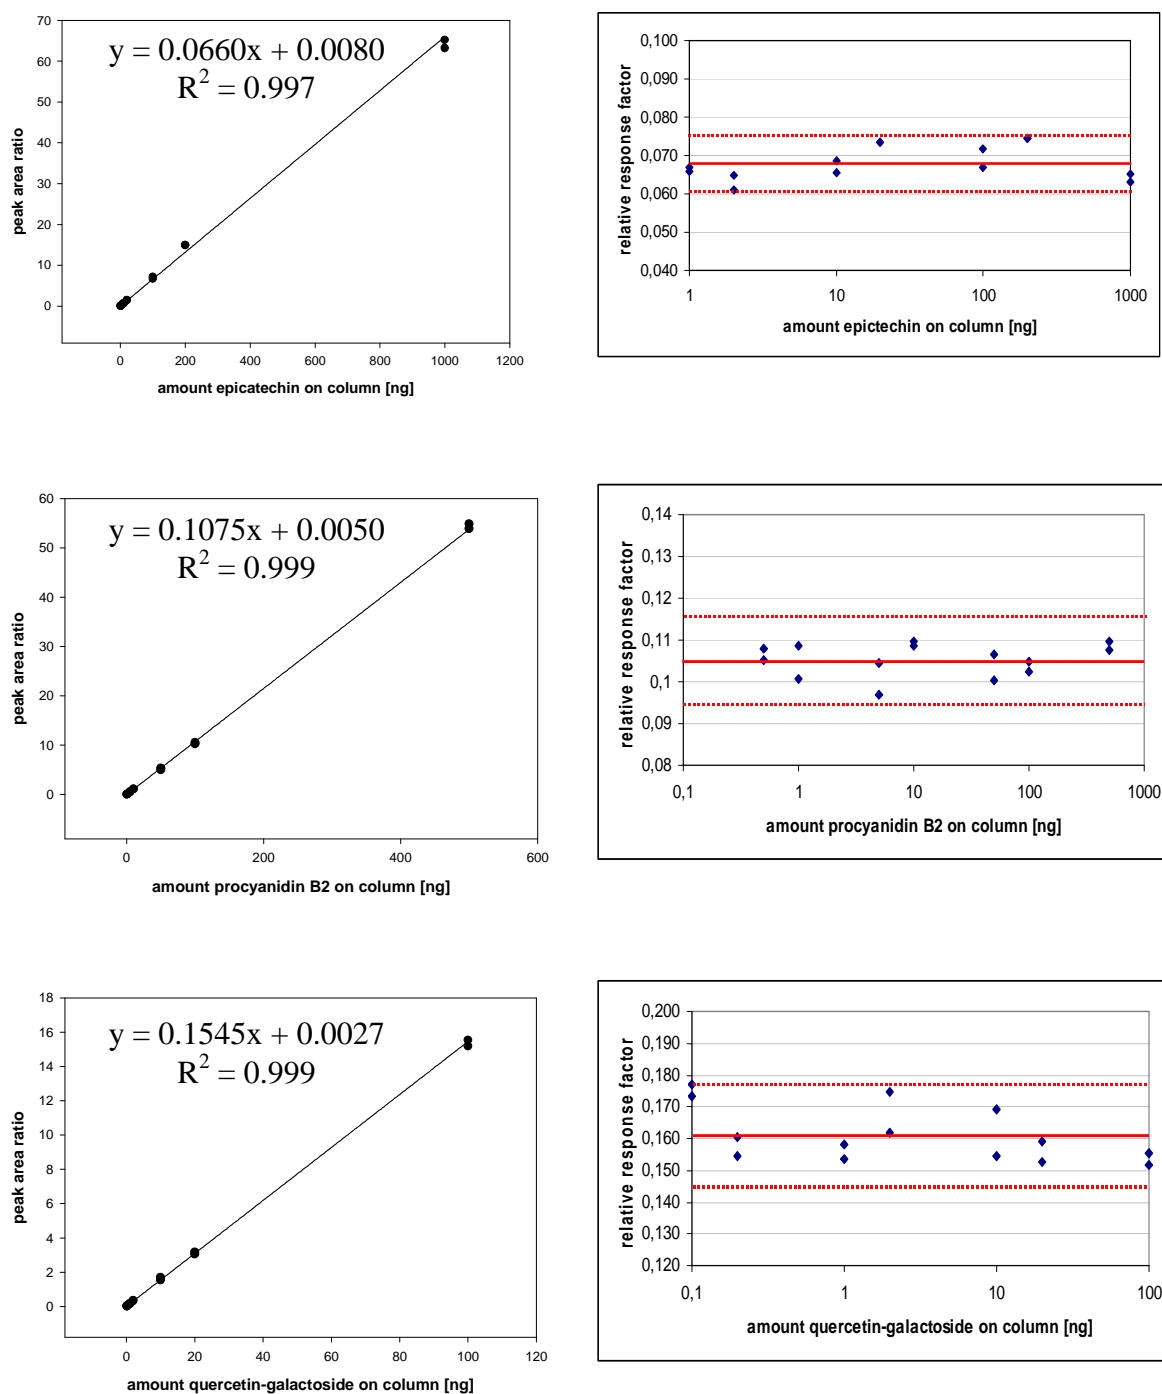 y = 0.0660x + 0.0080
R² = 0.997
70
60
50
40
30
20
10
0
peak area ratio
0 200 400 600 800 1000 1200
amount epicatechin on column [ng]
0,100
0,090
0,080
0,070
0,060
0,050
0,040
relative response factor
1 10 100 1000
amount epictechin on column [ng]
y = 0.1075x + 0.0050
R² = 0.999
60
50
40
30
20
10
0
peak area ratio
0 200 400 600
amount procyanidin B2 on column [ng]
0,14
0,13
0,12
0,11
0,1
0,09
0,08
relative response factor
0,1 1 10 100 1000
amount procyanidin B2 on column [ng]
y = 0.1545x + 0.0027
R² = 0.999
18
16
14
12
10
8
6
4
2
0
peak area ratio
0 20 40 60 80 100 120
amount quercetin-galactoside on column [ng]
0,200
0,190
0,180
0,170
0,160
0,150
0,140
0,130
0,120
relative response factor
0,1 1 10 100
amount quercetin-galactoside on column [ng]